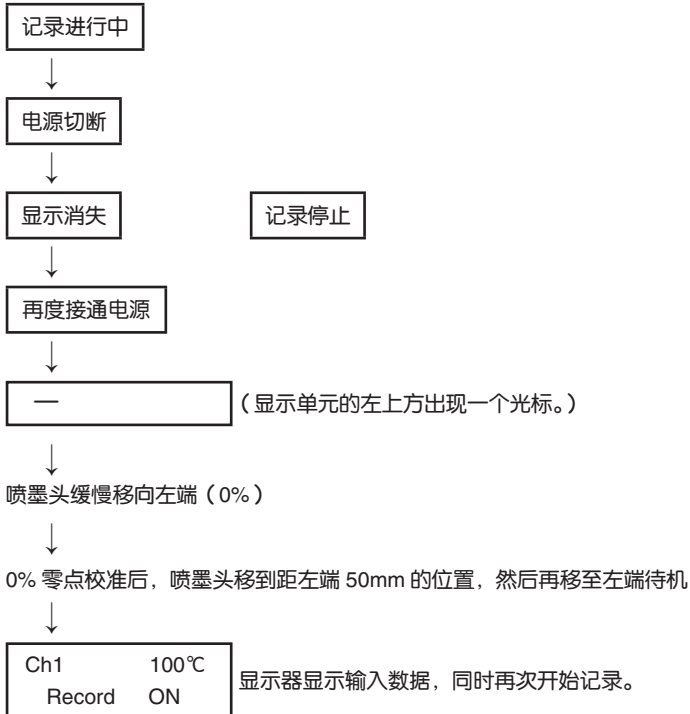 记录进行中
↓
电源切断
↓
显示消失 记录停止
↓
再度接通电源
↓
— （显示单元的左上方出现一个光标。）
↓
喷墨头缓慢移向左端（0%）
↓
0% 零点校准后，喷墨头移到距左端 50mm 的位置，然后再移至左端待机
↓
Ch1 100℃
Record ON 显示器显示输入数据，同时再次开始记录。